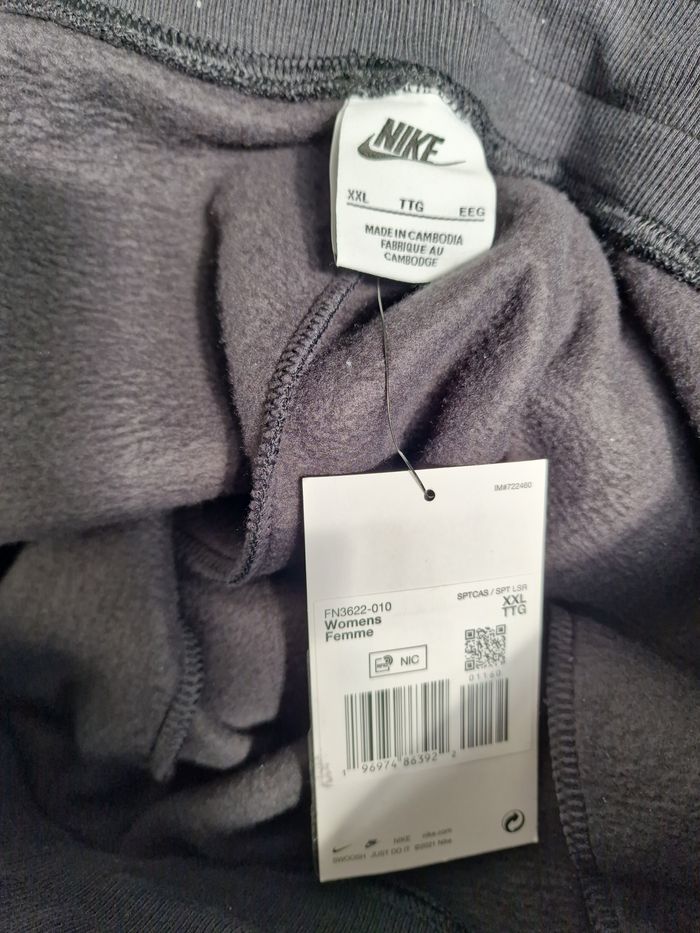 NIKE
XXL TTG EEG
MADE IN CAMBODIA
FABRIQUE AU
CAMBODGE
IM#722460
SPTCAS / SPT LSR
FN3622-010 XXL
Womens TTG
Femme
RFID NIC
01160
1 96974 86392 2
NIKE nike.com
SWOOSH JUST DO IT ©2021 Nike